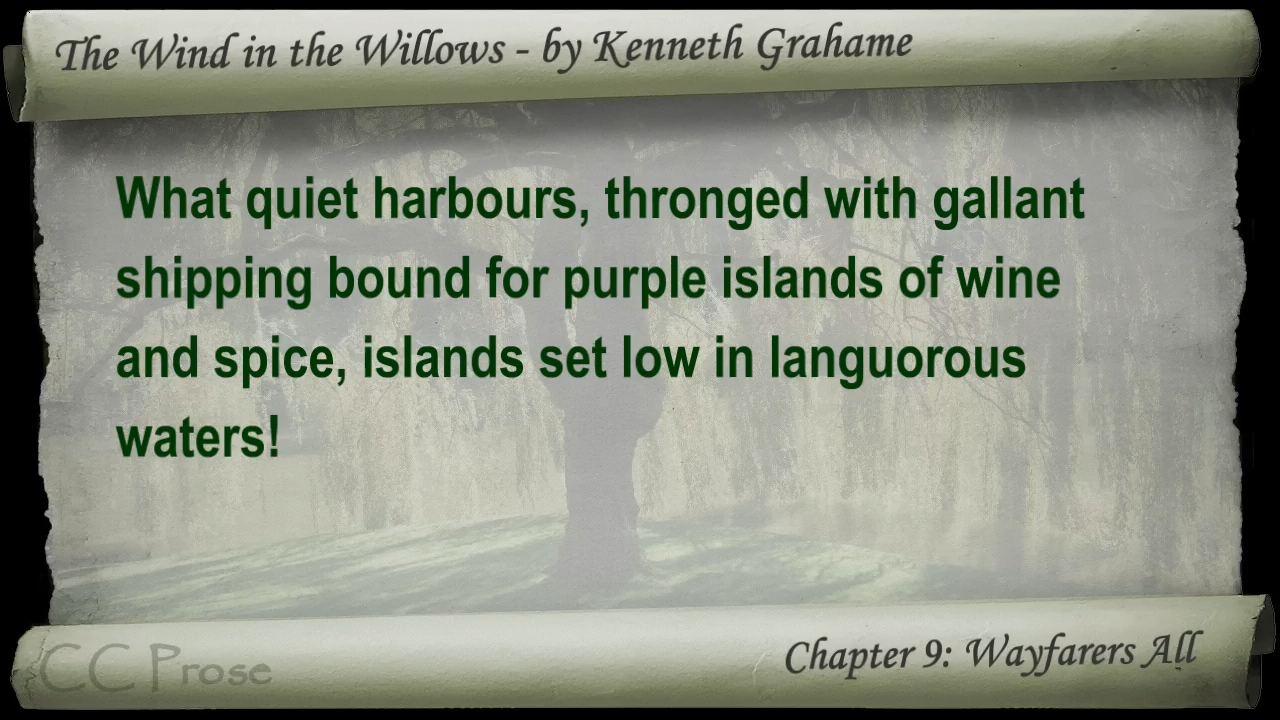 The Wind in the Willows - by Kenneth Grahame
What quiet harbours, thronged with gallant
shipping bound for purple islands of wine
and spice, islands set low in languorous
waters!
CC Prose
Chapter 9: Wayfarers All